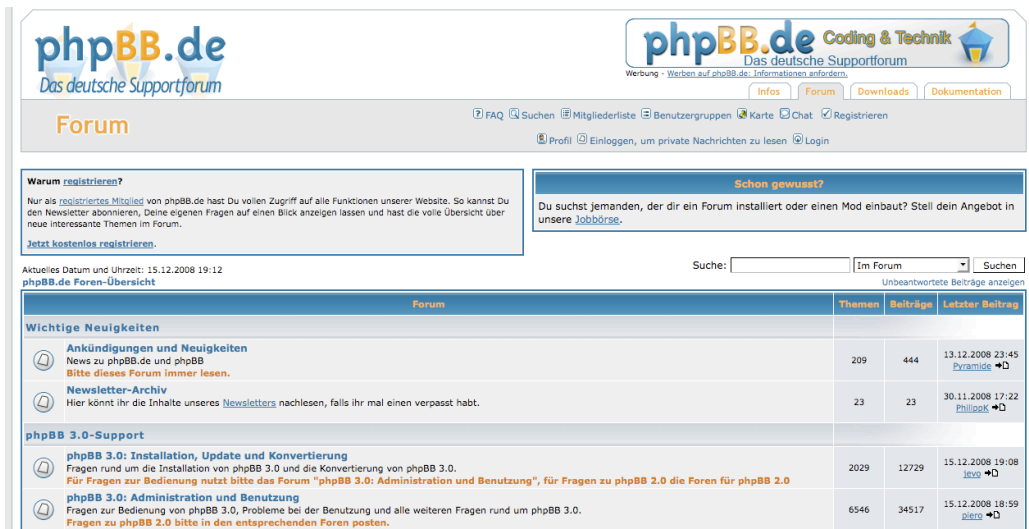 phpBB.de
Das deutsche Supportforum
phpBB.de Coding & Technik
Das deutsche Supportforum
Werbung - Werben auf phpBB.de: Informationen anfordern.
Infos Forum Downloads Dokumentation
Forum
FAQ Suchen Mitgliederliste Benutzergruppen Karte Chat Registrieren
Profil Einloggen, um private Nachrichten zu lesen Login
Warum registrieren?
Nur als registriertes Mitglied von phpBB.de hast Du vollen Zugriff auf alle Funktionen unserer Website. So kannst Du
den Newsletter abonnieren, Deine eigenen Fragen auf einen Blick anzeigen lassen und hast die volle Übersicht über
neue interessante Themen im Forum.
Jetzt kostenlos registrieren.
Schon gewusst?
Du suchst jemanden, der dir ein Forum installiert oder einen Mod einbaut? Stell dein Angebot in
unsere Jobbörse.
Aktuelles Datum und Uhrzeit: 15.12.2008 19:12
phpBB.de Foren-Übersicht
Suche: Im Forum Suchen
Unbeantwortete Beiträge anzeigen
Forum Themen Beiträge Letzter Beitrag
Wichtige Neuigkeiten
Ankündigungen und Neuigkeiten
News zu phpBB.de und phpBB
Bitte dieses Forum immer lesen.
209 444 13.12.2008 23:45
Pyramide
Newsletter-Archiv
Hier könnt ihr die Inhalte unseres Newsletters nachlesen, falls ihr mal einen verpasst habt.
23 23 30.11.2008 17:22
PhilippK
phpBB 3.0-Support
phpBB 3.0: Installation, Update und Konvertierung
Fragen rund um die Installation von phpBB 3.0 und die Konvertierung von phpBB 3.0.
Für Fragen zur Bedienung nutzt bitte das Forum "phpBB 3.0: Administration und Benutzung", für Fragen zu phpBB 2.0 die Foren für phpBB 2.0
2029 12729 15.12.2008 19:08
jevo
phpBB 3.0: Administration und Benutzung
Fragen zur Bedienung von phpBB 3.0, Probleme bei der Benutzung und alle weiteren Fragen rund um phpBB 3.0.
Fragen zu phpBB 2.0 bitte in den entsprechenden Foren posten.
6546 34517 15.12.2008 18:59
piero